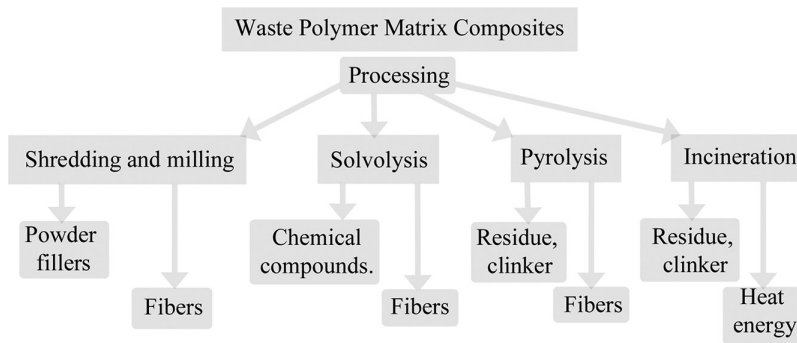 Waste Polymer Matrix Composites
Processing
Shredding and milling
Solvolysis
Pyrolysis
Incineration
Powder
fillers
Fibers
Chemical
compounds.
Fibers
Residue,
clinker
Fibers
Residue,
clinker
Heat
energy